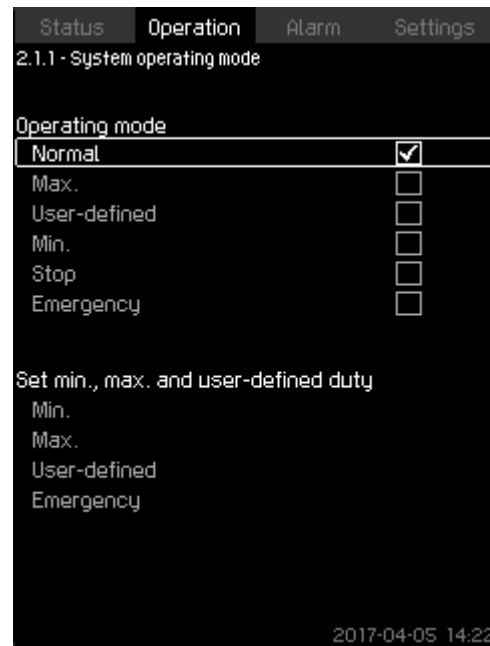 Status Operation Alarm Settings
2.1.1 - System operating mode
Operating mode
Normal
Max.
User-defined
Min.
Stop
Emergency
Set min., max. and user-defined duty
Min.
Max.
User-defined
Emergency
2017-04-05 14:22